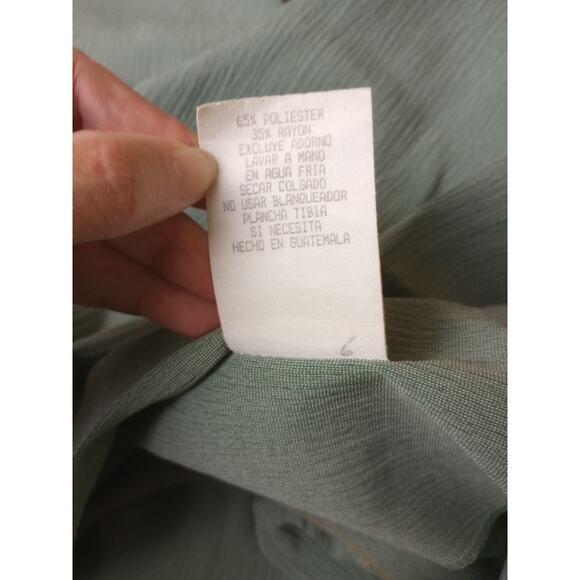 65% POLIESTER
35% RAYON
EXCLUYE ADORNO
LAVAR A MANO
EN AGUA FRIA
SECAR COLGADO
NO USAR BLANQUEADOR
PLANCHA TIBIA
SI NECESITA
HECHO EN GUATEMALA
6